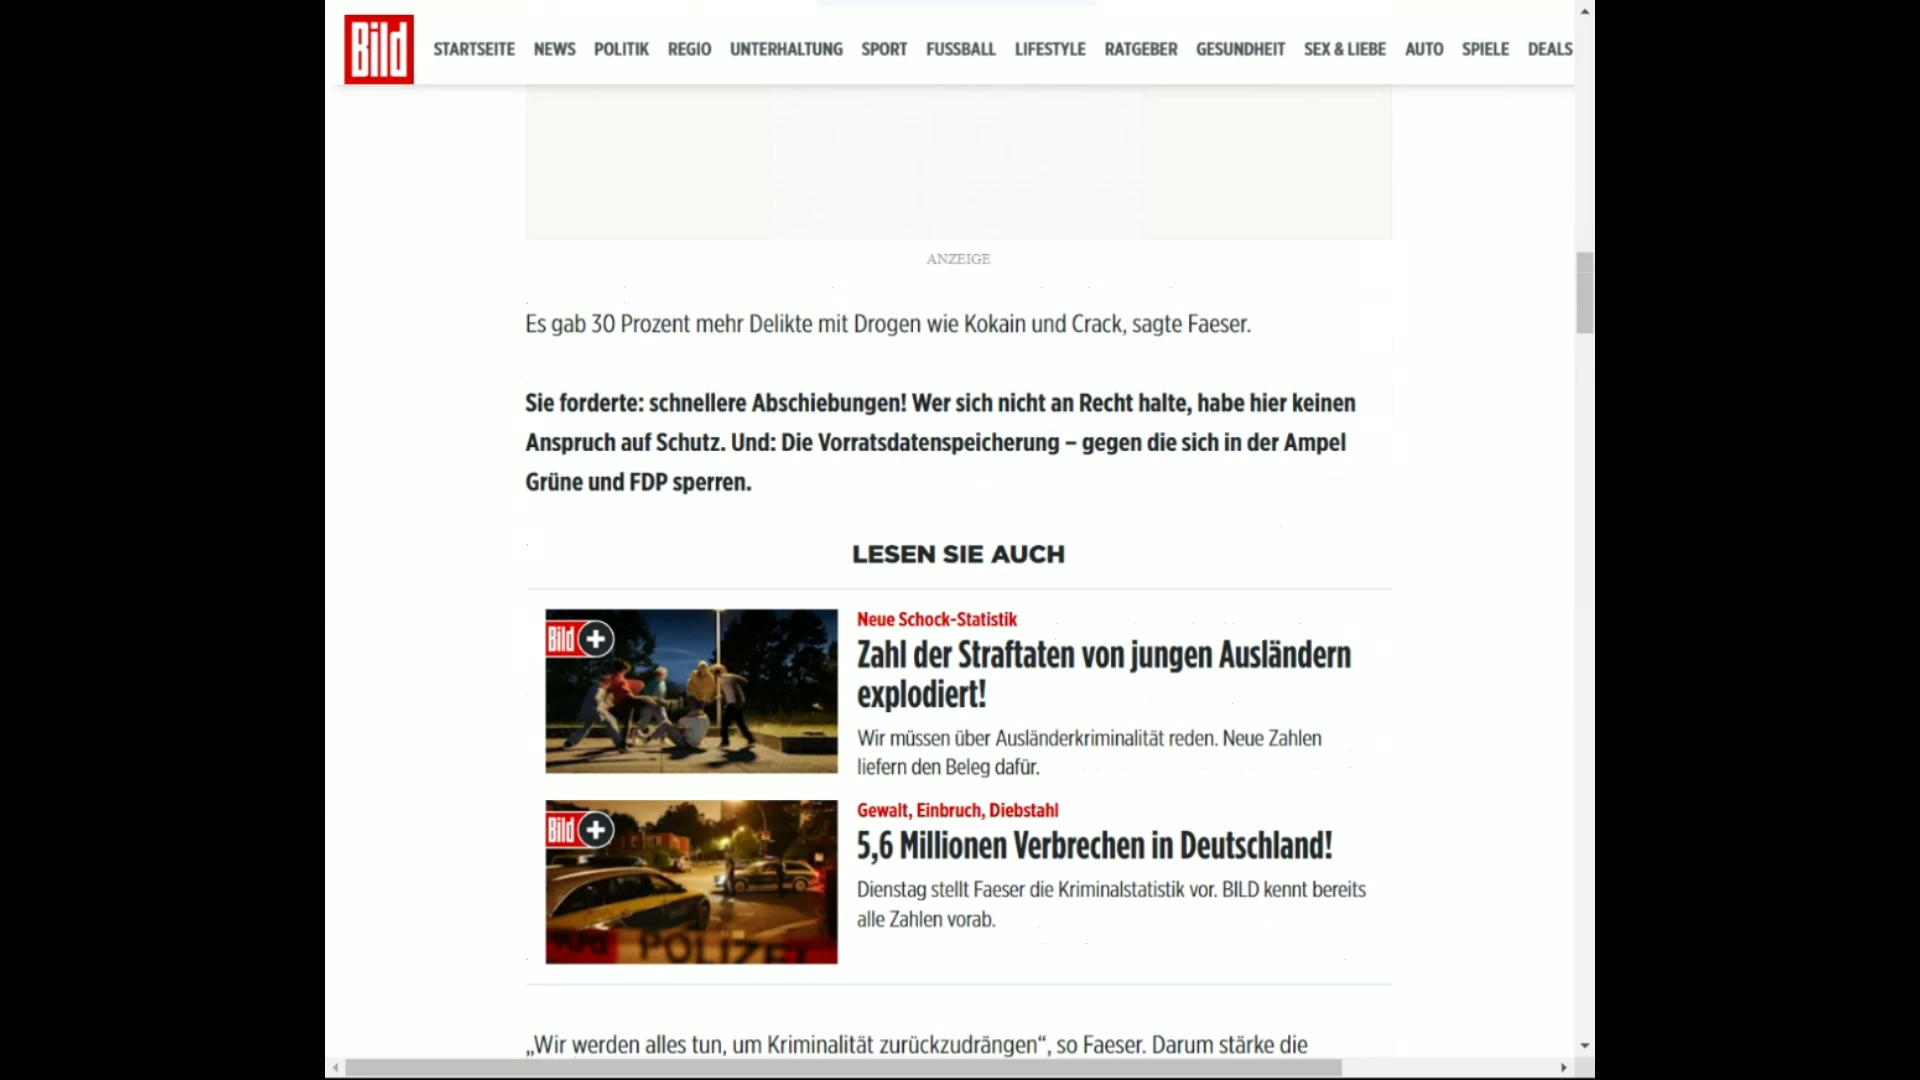 Bild
STARTSEITE NEWS POLITIK REGIO UNTERHALTUNG SPORT FUSSBALL LIFESTYLE RATGEBER GESUNDHEIT SEX & LIEBE AUTO SPIELE DEALS
ANZEIGE
Es gab 30 Prozent mehr Delikte mit Drogen wie Kokain und Crack, sagte Faeser.
Sie forderte: schnellere Abschiebungen! Wer sich nicht an Recht halte, habe hier keinen
Anspruch auf Schutz. Und: Die Vorratsdatenspeicherung – gegen die sich in der Ampel
Grüne und FDP sperren.
LESEN SIE AUCH
Bild +
Neue Schock-Statistik
Zahl der Straftaten von jungen Ausländern
explodiert!
Wir müssen über Ausländerkriminalität reden. Neue Zahlen
liefern den Beleg dafür.
Bild +
POLIZEI
Gewalt, Einbruch, Diebstahl
5,6 Millionen Verbrechen in Deutschland!
Dienstag stellt Faeser die Kriminalstatistik vor. BILD kennt bereits
alle Zahlen vorab.
„Wir werden alles tun, um Kriminalität zurückzudrängen“, so Faeser. Darum stärke die